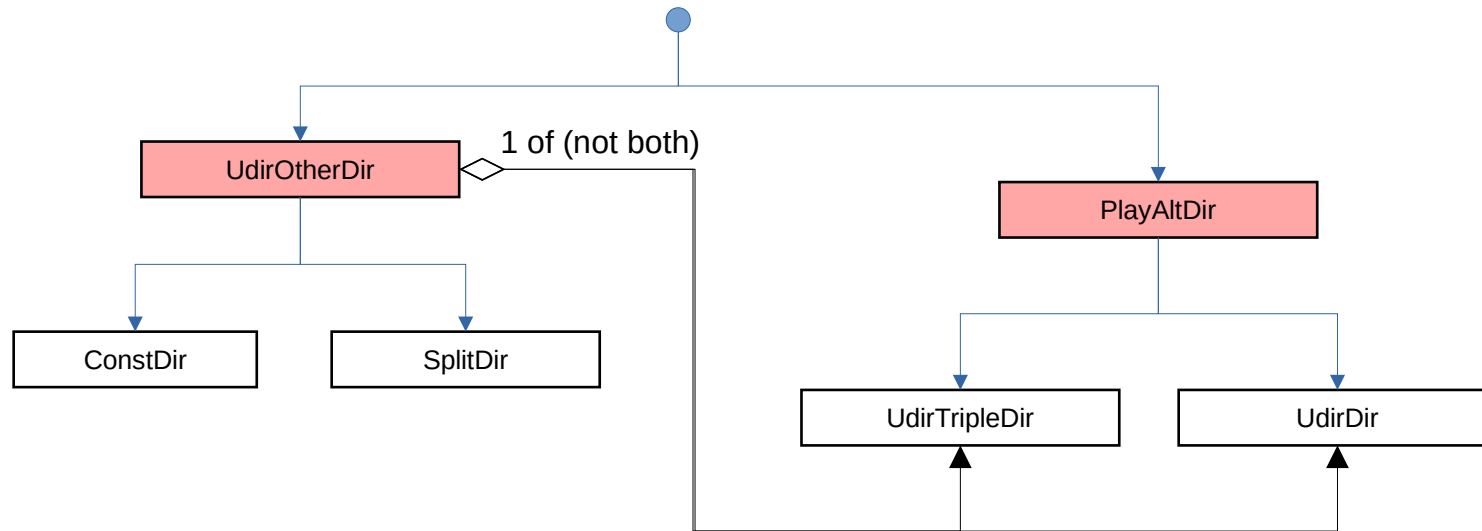 1 of (not both)
UdirOtherDir
PlayAltDir
ConstDir
SplitDir
UdirTripleDir
UdirDir